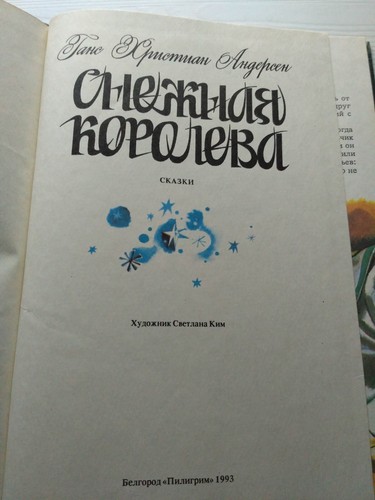 Ганс Христиан Андерсен
СНЕЖНАЯ
КОРОЛЕВА
СКАЗКИ
Художник Светлана Ким
Белгород «Пилигрим» 1993